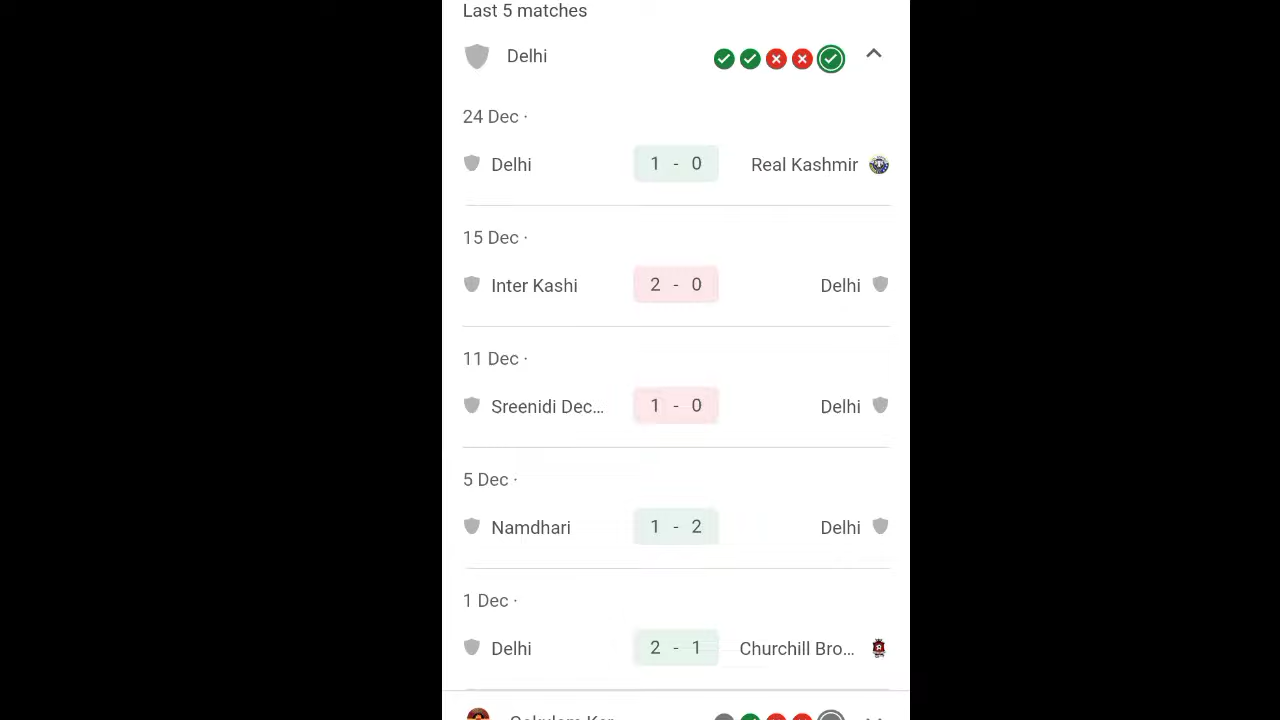 Last 5 matches
Delhi
24 Dec ·
Delhi 1 - 0 Real Kashmir
15 Dec ·
Inter Kashi 2 - 0 Delhi
11 Dec ·
Sreenidi Dec... 1 - 0 Delhi
5 Dec ·
Namdhari 1 - 2 Delhi
1 Dec ·
Delhi 2 - 1 Churchill Bro...